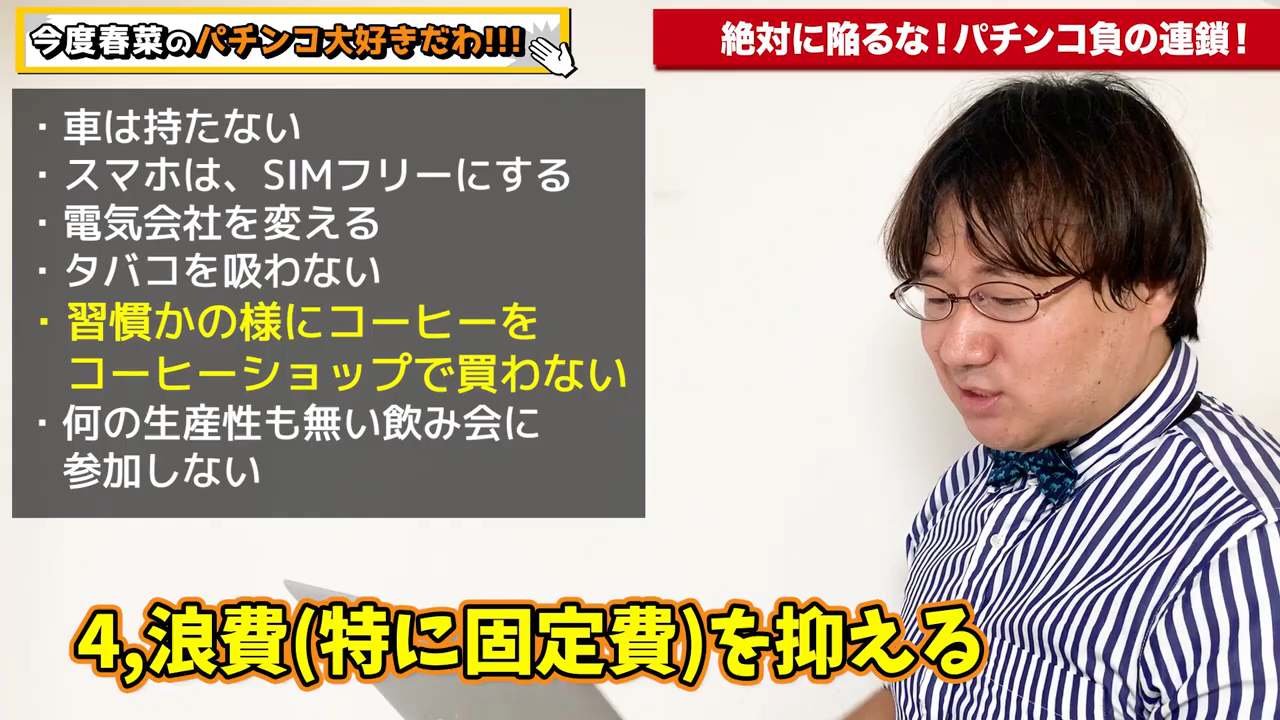 今度春菜のパチンコ大好きだわ!!!
絶対に陥るな！パチンコ負の連鎖！
・車は持たない
・スマホは、SIMフリーにする
・電気会社を変える
・タバコを吸わない
・習慣かの様にコーヒーを
コーヒーショップで買わない
・何の生産性も無い飲み会に
参加しない
4,浪費(特に固定費)を抑える